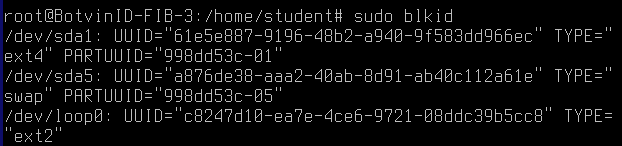 root@BotvinID-FIB-3:/home/student# sudo blkid
/dev/sda1: UUID="61e5e887-9196-48b2-a940-9f583dd966ec" TYPE="
ext4" PARTUUID="998dd53c-01"
/dev/sda5: UUID="a876de38-aaa2-40ab-8d91-ab40c112a61e" TYPE="
swap" PARTUUID="998dd53c-05"
/dev/loop0: UUID="c8247d10-ea7e-4ce6-9721-08ddc39b5cc8" TYPE=
"ext2"